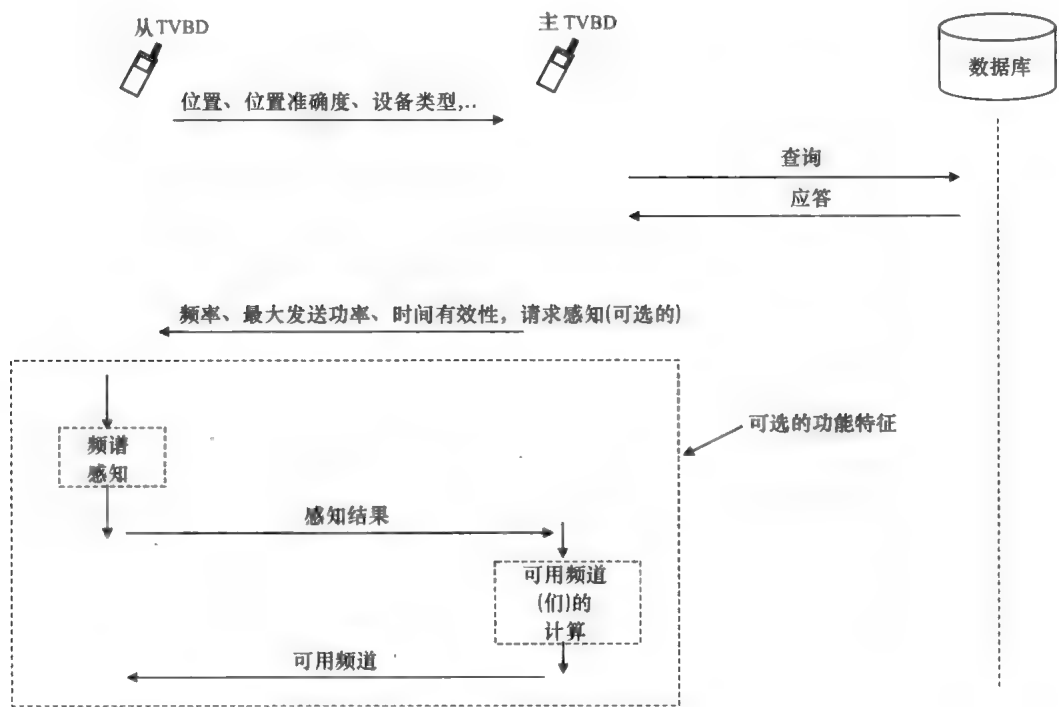 从TVBD
主TVBD
数据库
位置、位置准确度、设备类型,..
查询
应答
频率、最大发送功率、时间有效性，请求感知(可选的)
可选的功能特征
频谱
感知
感知结果
可用频道
(们)的
计算
可用频道